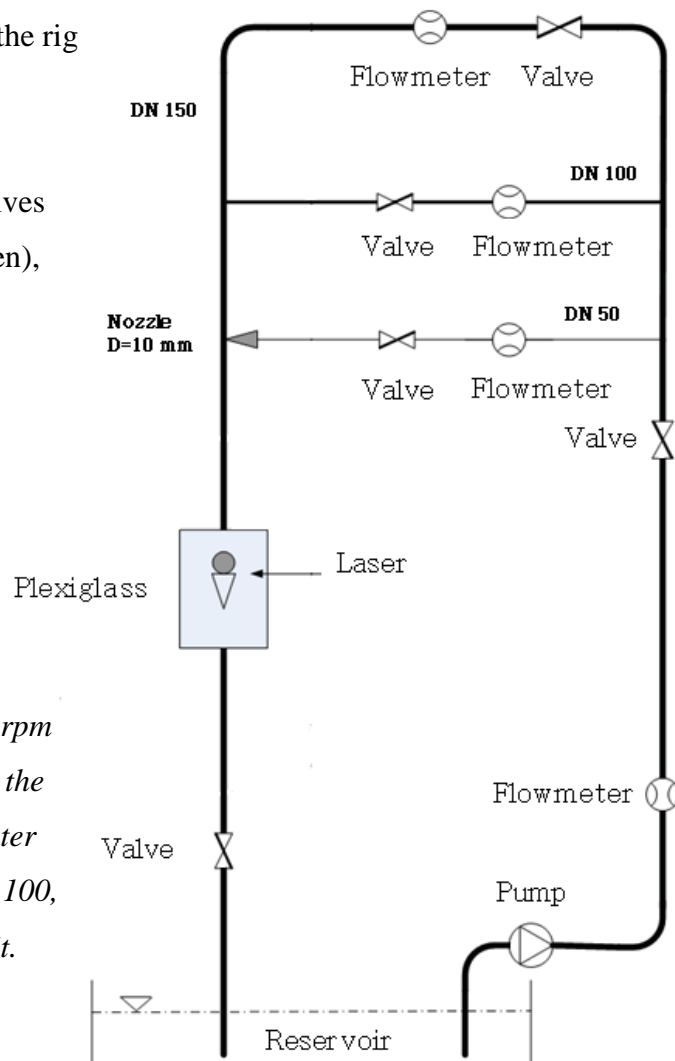 the rig
Flowmeter Valve
DN 150
DN 100
lves
Valve Flowmeter
en),
Nozzle
D=10 mm
DN 50
Valve Flowmeter
Valve
Laser
Plexiglass
rpm
the
Flowmeter
ter
Valve
100,
Pump
t.
Reservoir